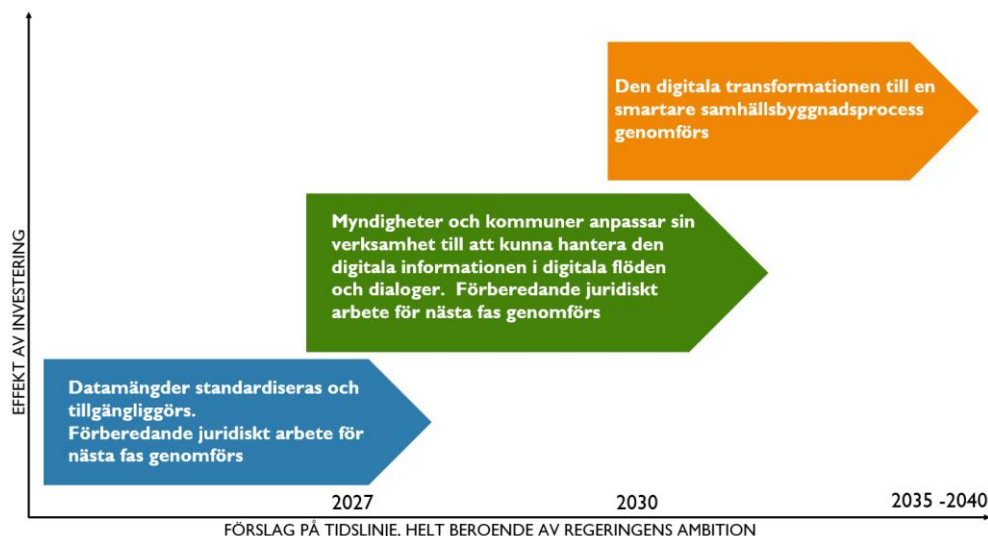 Den digitala transformationen till en
smartare samhällsbyggnadsprocess
genomförs
Myndigheter och kommuner anpassar sin
verksamhet till att kunna hantera den
digitala informationen i digitala flöden
och dialoger. Förberedande juridiskt
arbete för nästa fas genomförs
Datamängder standardiseras och
tillgängliggörs.
Förberedande juridiskt arbete för
nästa fas genomförs
EFFEKT AV INVESTERING
2027
2030
2035 -2040
FÖRSLAG PÅ TIDSLINJE, HELT BEROENDE AV REGERINGENS AMBITION